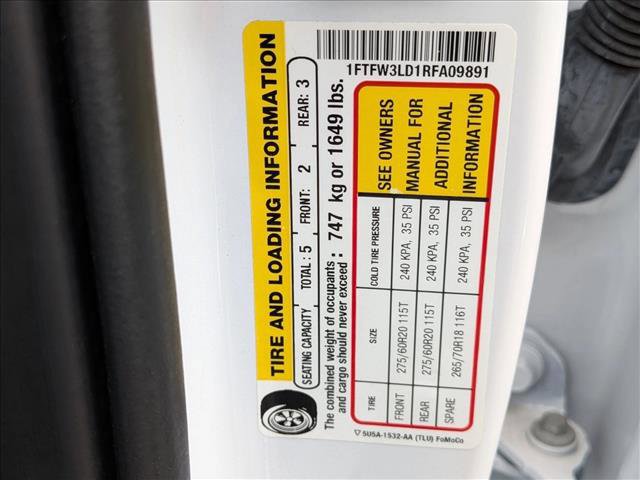 1FTFW3LD1RFA09891
TIRE AND LOADING INFORMATION
SEATING CAPACITY TOTAL: 5 FRONT: 2 REAR: 3
The combined weight of occupants
and cargo should never exceed : 747 kg or 1649 lbs.
TIRE SIZE COLD TIRE PRESSURE
FRONT 275/60R20 115T 240 KPA, 35 PSI
REAR 275/60R20 115T 240 KPA, 35 PSI
SPARE 265/70R18 116T 240 KPA, 35 PSI
SEE OWNERS
MANUAL FOR
ADDITIONAL
INFORMATION
5U5A-1532-AA (TLU) FoMoCo